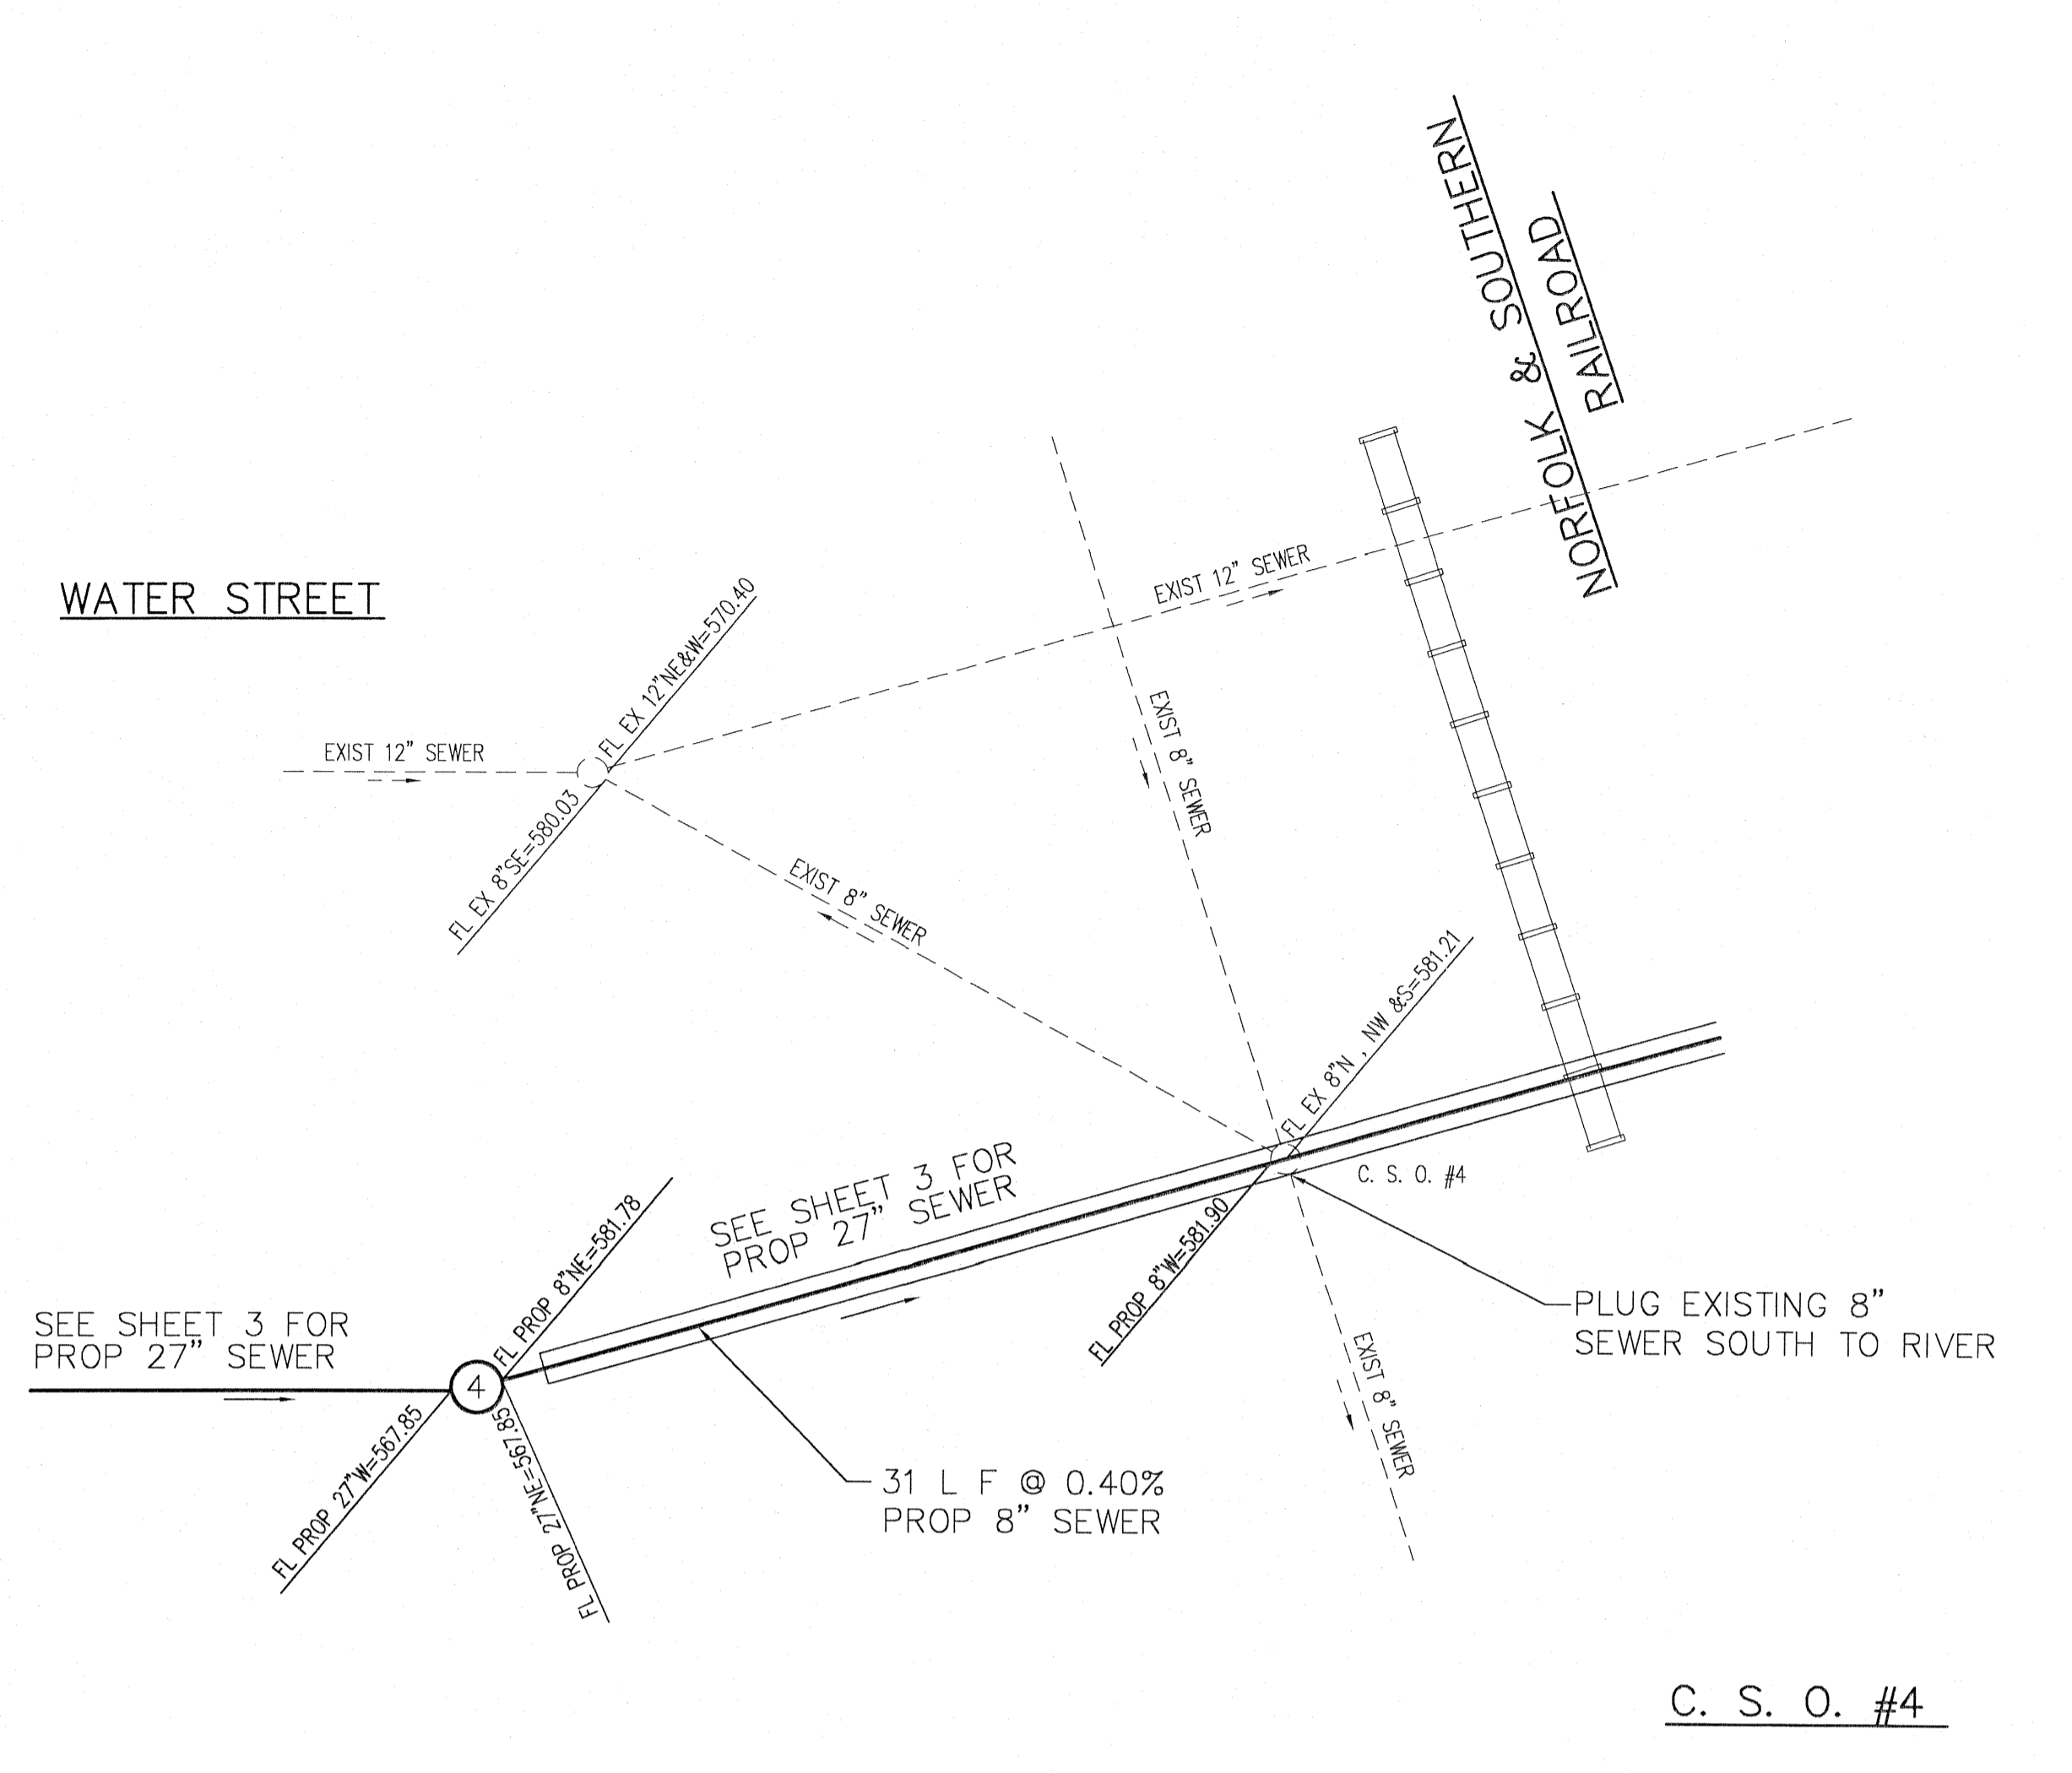 NORFOLK & SOUTHERN
RAILROAD
WATER STREET
EXIST 12" SEWER
FL EX 12"NE&W=570.40
EXIST 12" SEWER
FL EX 8"SE=580.03
EXIST 8" SEWER
EXIST 8" SEWER
FL EX 8"N , NW &S=581.21
C. S. O. #4
SEE SHEET 3 FOR
PROP 27" SEWER
FL PROP 8"NE=581.78
FL PROP 8"W=581.90
SEE SHEET 3 FOR
PROP 27" SEWER
4
FL PROP 27"W=567.85
FL PROP 27"NE=567.85
31 L F @ 0.40%
PROP 8" SEWER
PLUG EXISTING 8"
SEWER SOUTH TO RIVER
EXIST 8" SEWER
C. S. O. #4